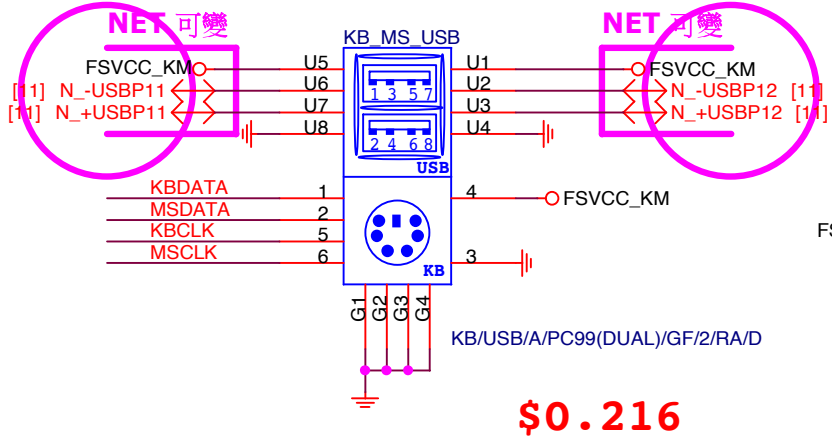 NET 可變 NET 可變
KB_MS_USB
FSVCC_KM U5 U1 FSVCC_KM
[11] N_-USBP11 U6 U2 N_-USBP12 [11]
[11] N_+USBP11 U7 U3 N_+USBP12 [11]
U8 U4
1 3 5 7
2 4 6 8
USB
KBDATA 1 4 FSVCC_KM
MSDATA 2
KBCLK 5
MSCLK 6 3
KB
G1 G2 G3 G4
FS
KB/USB/A/PC99(DUAL)/GF/2/RA/D
$0.216